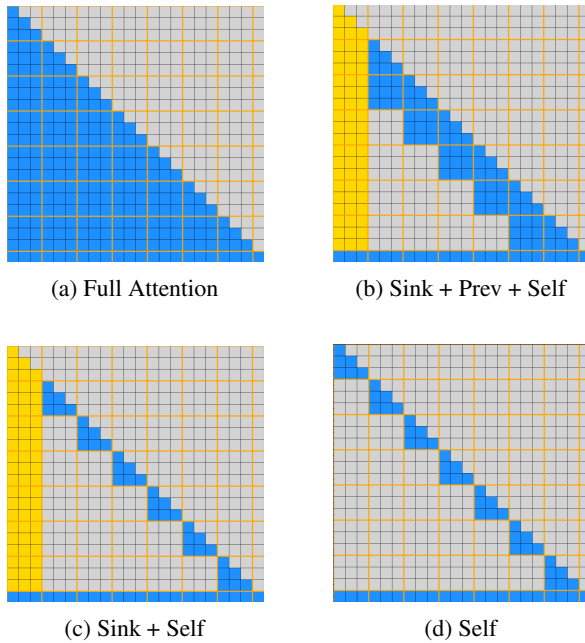 (a) Full Attention
(b) Sink + Prev + Self
(c) Sink + Self
(d) Self